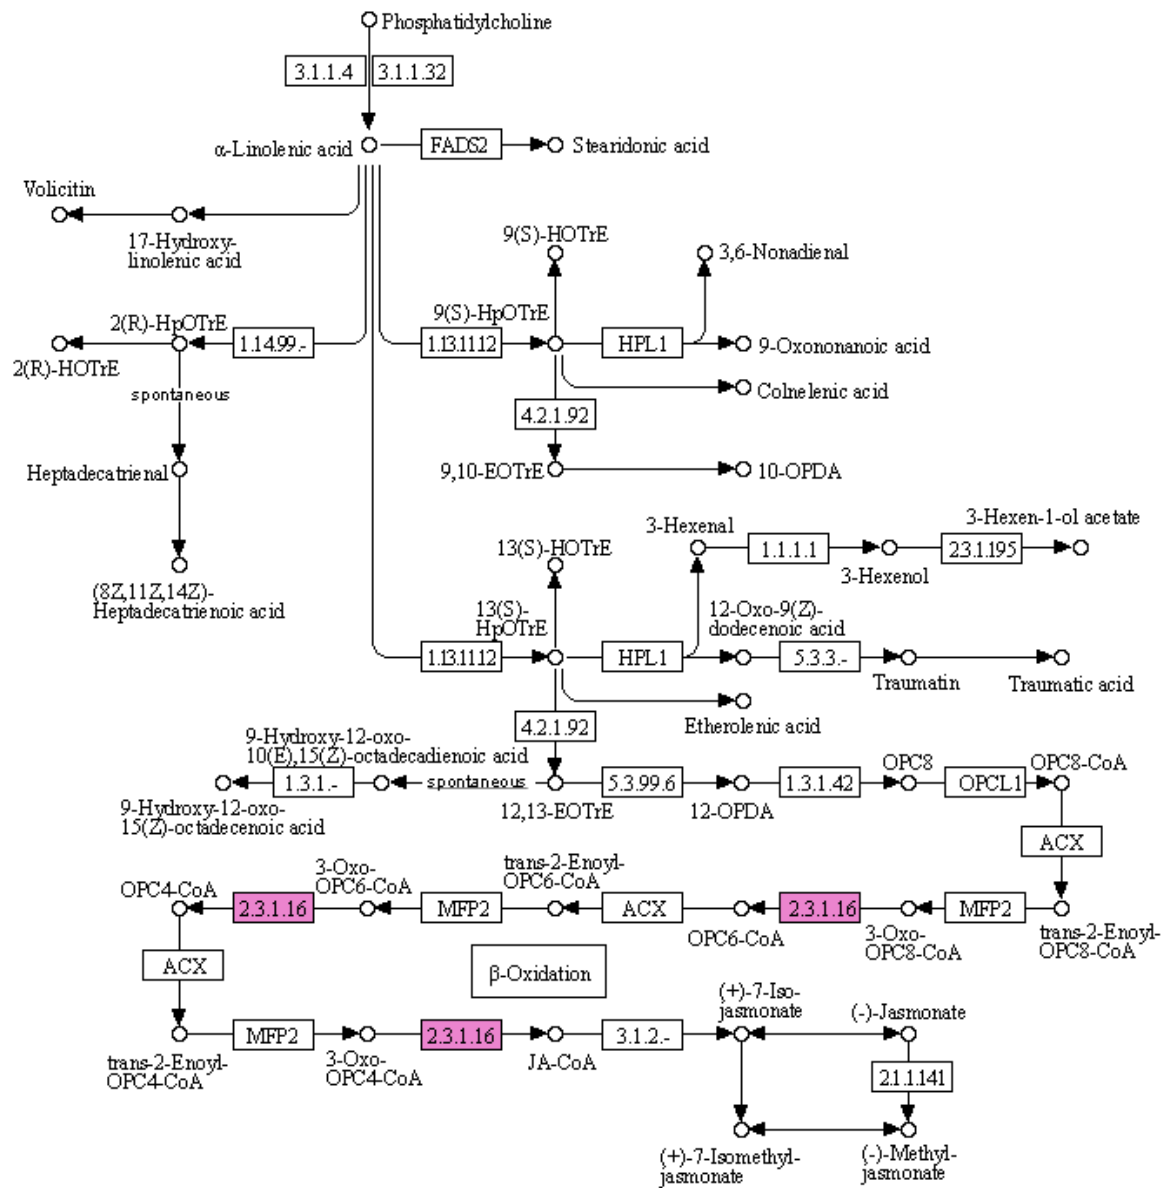 Phosphatidylcholine
3.1.1.4
3.1.1.32
α-Linolenic acid
FADS2
Stearidonic acid
Volicitin
17-Hydroxy-
linolenic acid
9(S)-HOTrE
3,6-Nonadienal
2(R)-HpOTrE
1.14.99.-
9(S)-HpOTrE
1.13.1112
HPL1
9-Oxononanoic acid
2(R)-HOTrE
spontaneous
Colnelenic acid
4.2.1.92
Heptadecatrienal
9,10-EOTrE
10-OPDA
3-Hexenal
3-Hexen-1-ol acetate
1.1.1.1
2.3.1.195
3-Hexenol
13(S)-HOTrE
(8Z,11Z,14Z)-
Heptadecatrienoic acid
13(S)-
HpOTrE
12-Oxo-9(Z)-
dodecenoic acid
1.13.1112
HPL1
5.3.3.-
Traumatin
Traumatic acid
4.2.1.92
Etherolenic acid
9-Hydroxy-12-oxo-
10(E),15(Z)-octadecadienoic acid
1.3.1.-
spontaneous
5.3.99.6
1.3.1.42
OPC8
OPCL1
OPC8-CoA
9-Hydroxy-12-oxo-
15(Z)-octadecenoic acid
12,13-EOTrE
12-OPDA
ACX
OPC4-CoA
2.3.1.16
3-Oxo-
OPC6-CoA
MFP2
trans-2-Enoyl-
OPC6-CoA
ACX
OPC6-CoA
2.3.1.16
3-Oxo-
OPC8-CoA
MFP2
trans-2-Enoyl-
OPC8-CoA
ACX
β-Oxidation
(+)-7-Iso-
jasmonate
(-)-Jasmonate
trans-2-Enoyl-
OPC4-CoA
MFP2
3-Oxo-
OPC4-CoA
2.3.1.16
JA-CoA
3.1.2.-
2.1.1.141
(+)-7-Isomethyl-
jasmonate
(-)-Methyl-
jasmonate